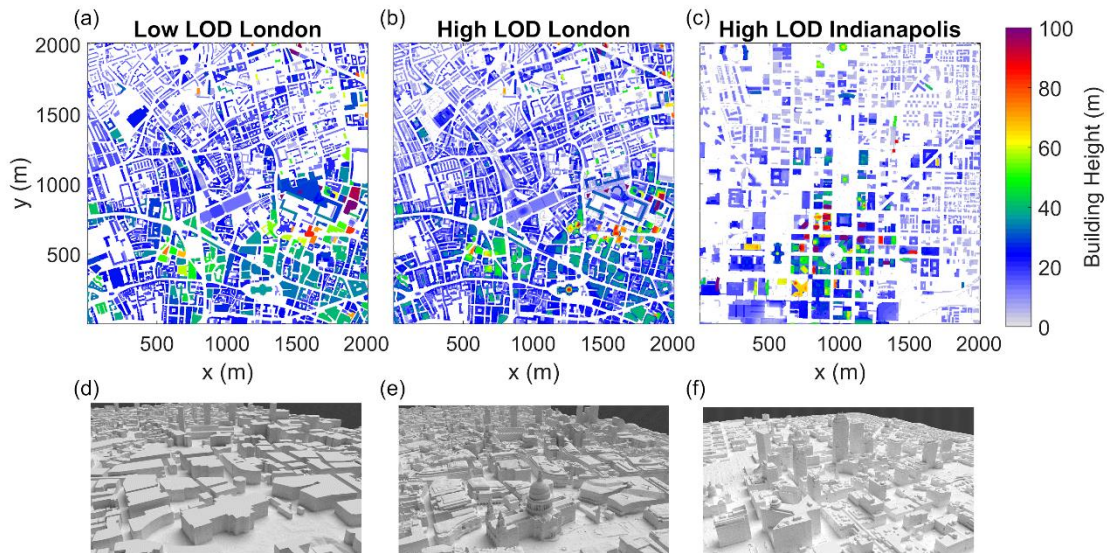 (a) (b) (c)
Low LOD London High LOD London High LOD Indianapolis
2000
1500
1000
500
y (m)
500 1000 1500 2000 500 1000 1500 2000 500 1000 1500 2000
x (m) x (m) x (m)
100
80
60
40
20
0
Building Height (m)
(d) (e) (f)